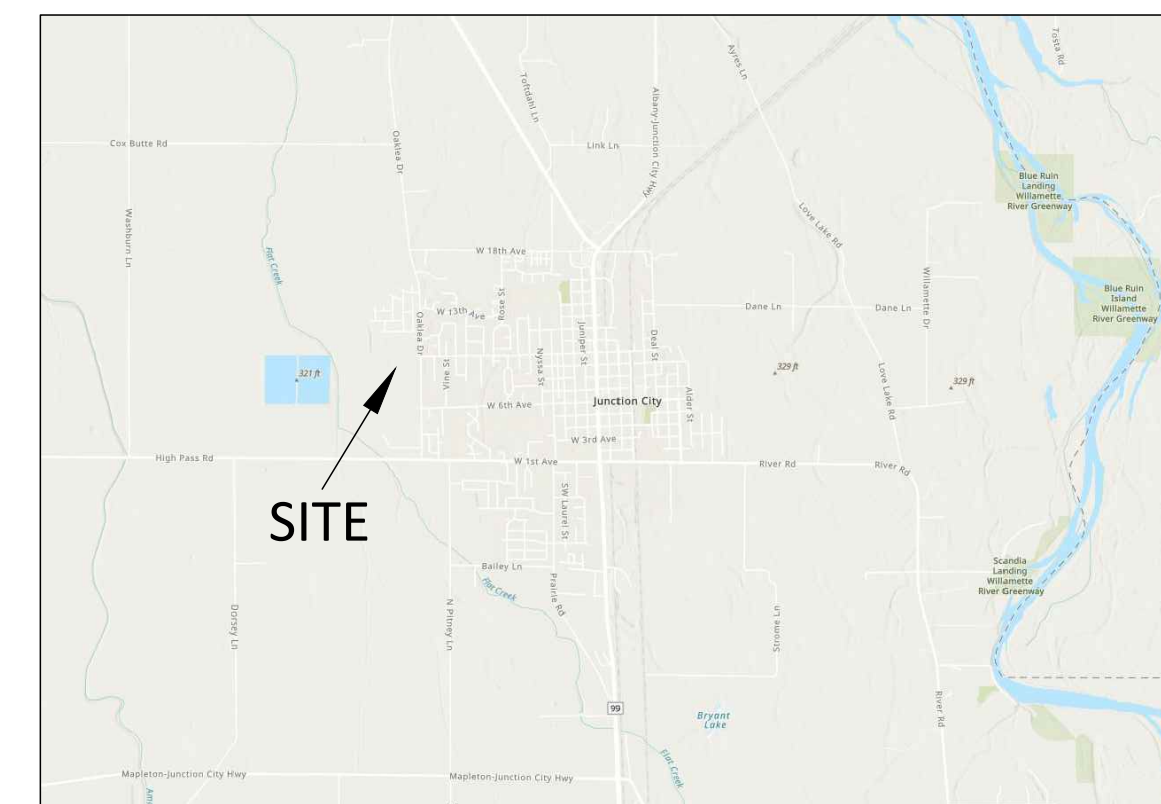 Tosta Rd
Ayres Ln
Toftdahl Ln
Albany-Junction City Hwy
Oaklea Dr
Cox Butte Rd
Link Ln
Blue Ruin
Landing
Willamette
River Greenway
Washburn Ln
Love Lake Rd
Flat Creek
W 18th Ave
Willamette Dr
Blue Ruin
Island
Willamette
River Greenway
Rose St
W 13th Ave
Oaklea Dr
Juniper St
Dane Ln
Dane Ln
Deal St
Vine St
Nyssa St
321 ft
329 ft
329 ft
Love Lake Rd
Alder St
W 6th Ave
Junction City
W 3rd Ave
High Pass Rd
W 1st Ave
River Rd
River Rd
SITE
SW Laurel St
Bailey Ln
Flat Creek
Prairie Rd
Scandia
Landing
Willamette
River Greenway
Dorsey Ln
N Pitney Ln
Strome Ln
River Rd
99
Bryant
Lake
Flat Creek
Mapleton-Junction City Hwy
Mapleton-Junction City Hwy